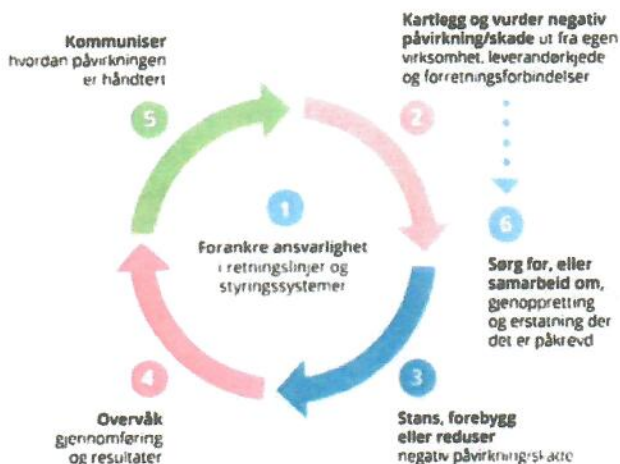 1
Forankre ansvarlighet
i retningslinjer og
styringssystemer
2
Kartlegg og vurder negativ
påvirkning/skade ut fra egen
virksomhet, leverandørkjede
og forretningsforbindelser
3
Stans, forebygg
eller reduser
negativ påvirkning/skade
4
Overvåk
gjennomføring
og resultater
5
Kommuniser
hvordan påvirkningen
er håndtert
6
Sørg for, eller
samarbeid om,
gjenoppretting
og erstatning der
det er påkrevd